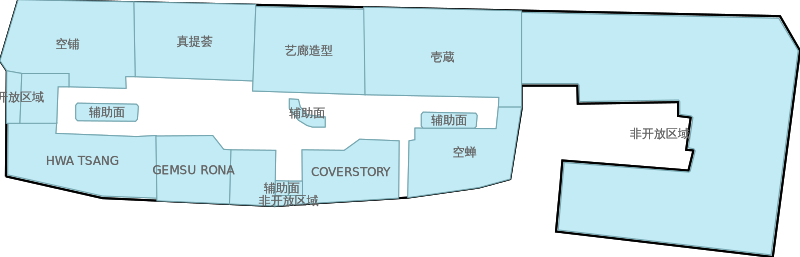 空铺
真提荟
艺廊造型
壹蔵
开放区域
辅助面
辅助面
辅助面
非开放区域
HWA TSANG
GEMSU RONA
COVERSTORY
空蝉
辅助面
非开放区域